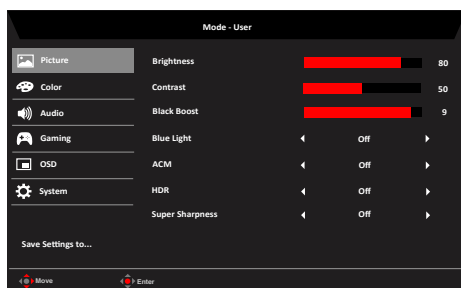 Mode - User
Picture
Brightness 80
Color
Contrast 50
Audio
Black Boost 9
Gaming
Blue Light Off
OSD
ACM Off
System
HDR Off
Super Sharpness Off
Save Settings to...
Move Enter